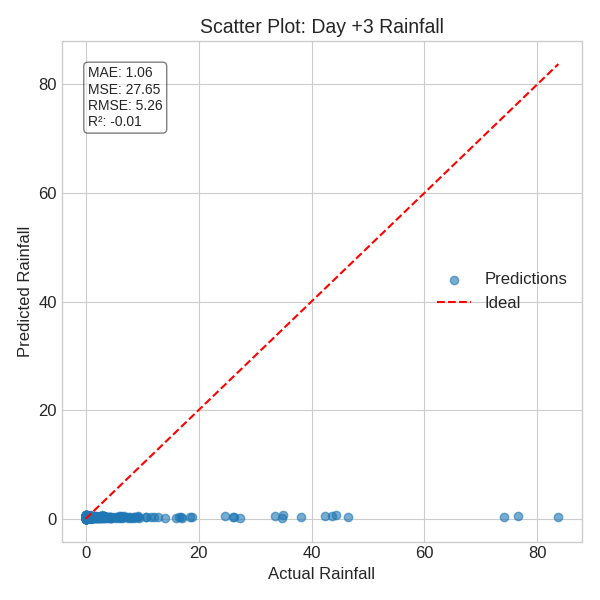 Scatter Plot: Day +3 Rainfall
MAE: 1.06
MSE: 27.65
RMSE: 5.26
R²: -0.01
80
60
40
20
0
Predicted Rainfall
Predictions
Ideal
0 20 40 60 80
Actual Rainfall